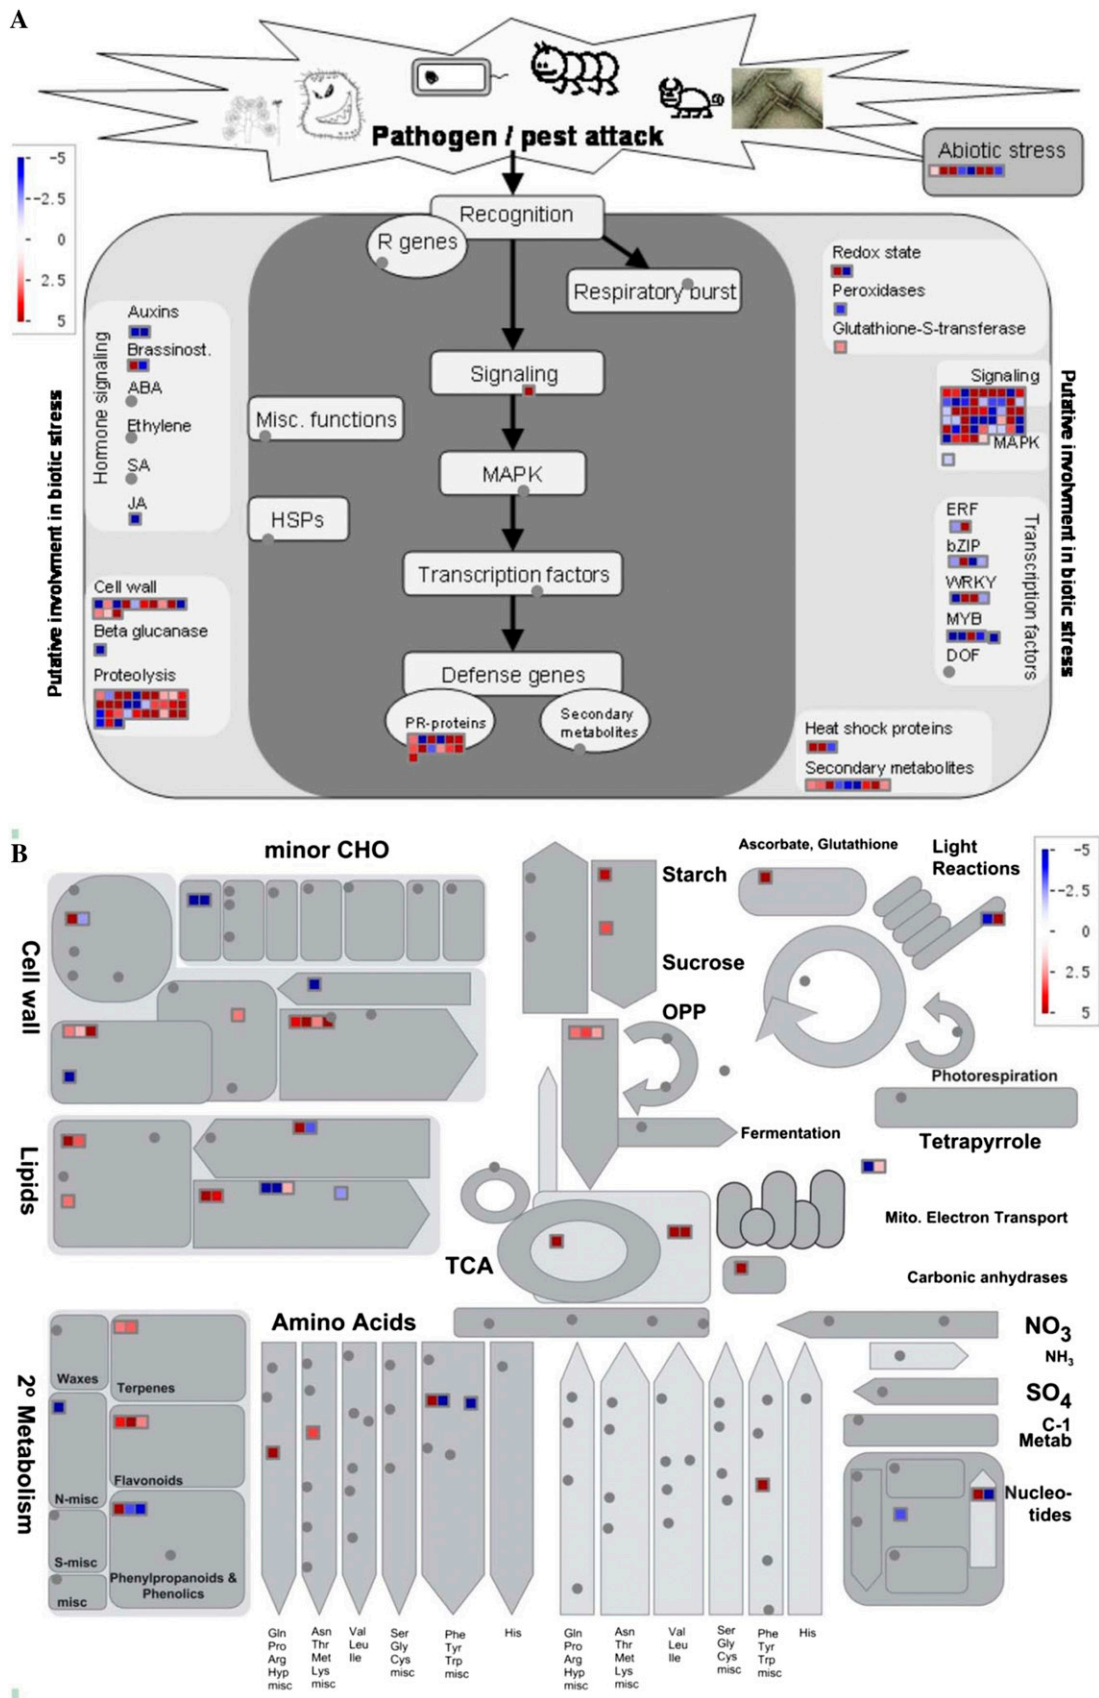 A
Pathogen / pest attack
Abiotic stress
-5
-2.5
0
2.5
5
Recognition
R genes
Respiratory burst
Redox state
Peroxidases
Glutathione-S-transferase
Hormone signaling
Auxins
Brassinost.
ABA
Ethylene
SA
JA
Signaling
Misc. functions
MAPK
HSPs
Transcription factors
Defense genes
PR-proteins
Secondary
metabolites
Putative involvment in biotic stress
Cell wall
Beta glucanase
Proteolysis
Signaling
MAPK
ERF
bZIP
WRKY
MYB
DOF
Transcription factors
Putative involvment in biotic stress
Heat shock proteins
Secondary metabolites
B
minor CHO
Cell wall
Lipids
Starch
Sucrose
OPP
Ascorbate, Glutathione
Light
Reactions
-5
-2.5
0
2.5
5
Photorespiration
Tetrapyrrole
Fermentation
Mito. Electron Transport
TCA
Carbonic anhydrases
Amino Acids
NO3
NH3
SO4
C-1
Metab
Nucleo-
tides
2º Metabolism
Waxes
Terpenes
N-misc
Flavonoids
S-misc
misc
Phenylpropanoids &
Phenolics
Gln
Pro
Arg
Hyp
misc
Asn
Thr
Met
Lys
misc
Val
Leu
Ile
Ser
Gly
Cys
misc
Phe
Tyr
Trp
misc
His
Gln
Pro
Arg
Hyp
misc
Asn
Thr
Met
Lys
misc
Val
Leu
Ile
Ser
Gly
Cys
misc
Phe
Tyr
Trp
misc
His